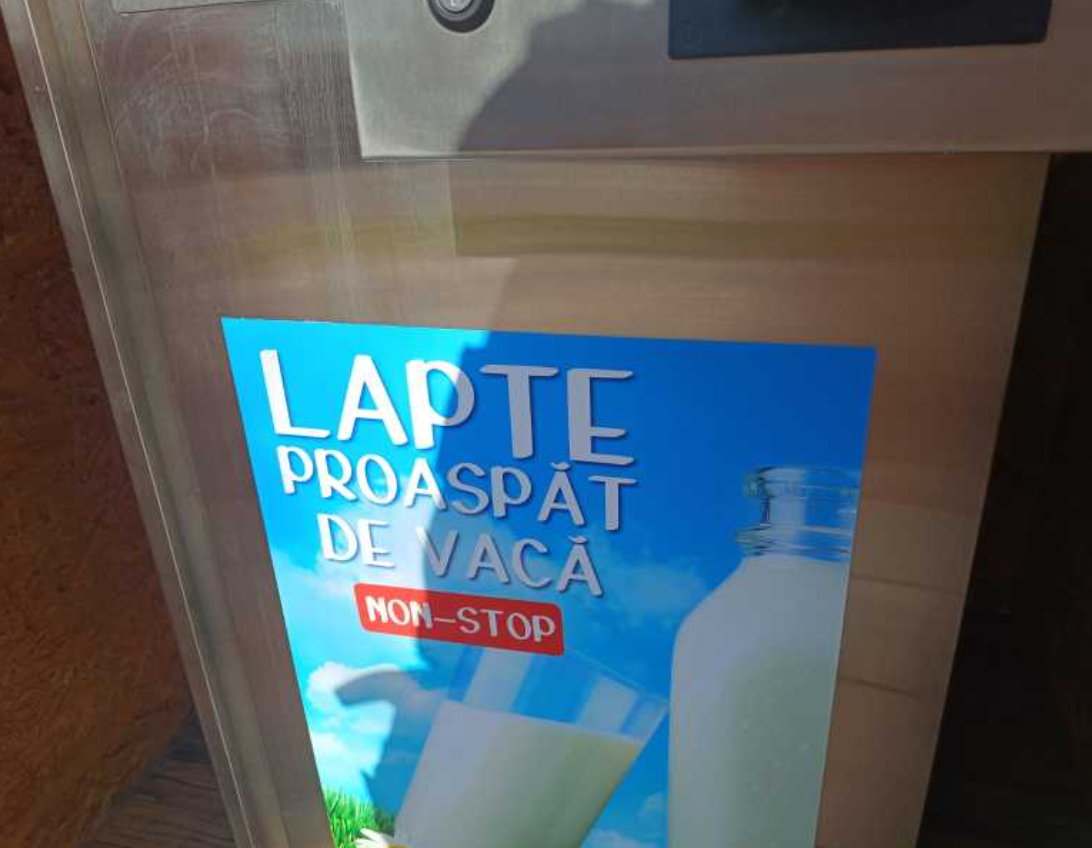 LAPTE
PROASPĂT
DE VACĂ
NON-STOP